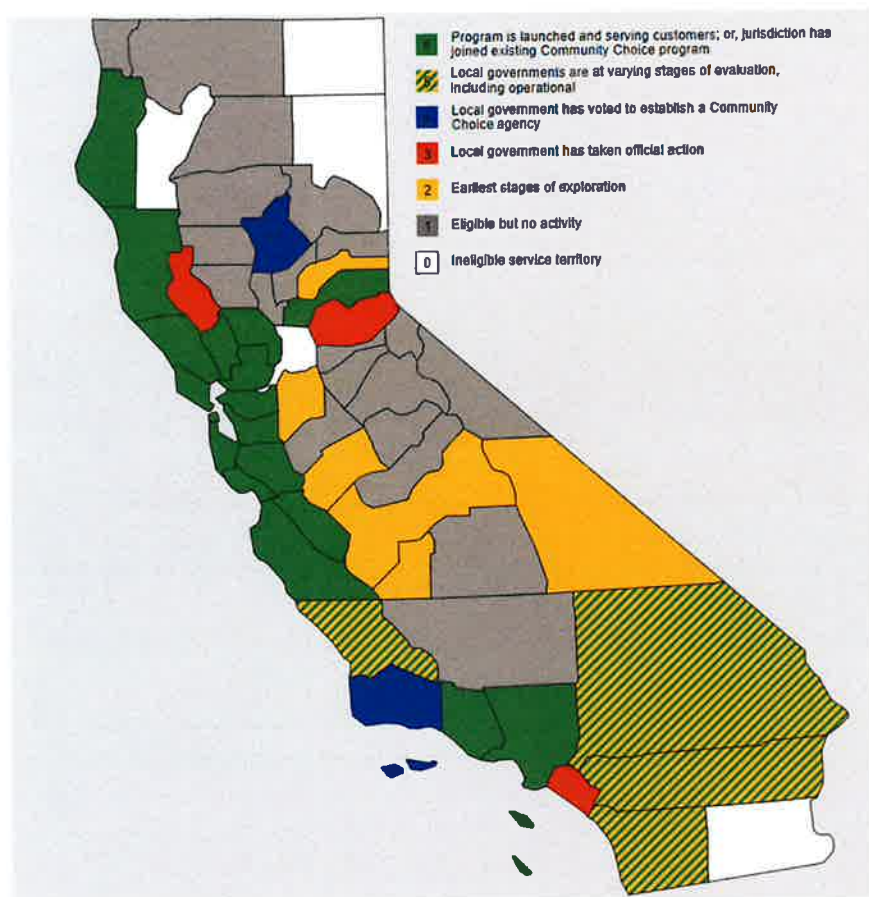 Program is launched and serving customers; or, jurisdiction has
joined existing Community Choice program
Local governments are at varying stages of evaluation,
including operational
Local government has voted to establish a Community
Choice agency
3 Local government has taken official action
2 Earliest stages of exploration
1 Eligible but no activity
0 Ineligible service territory